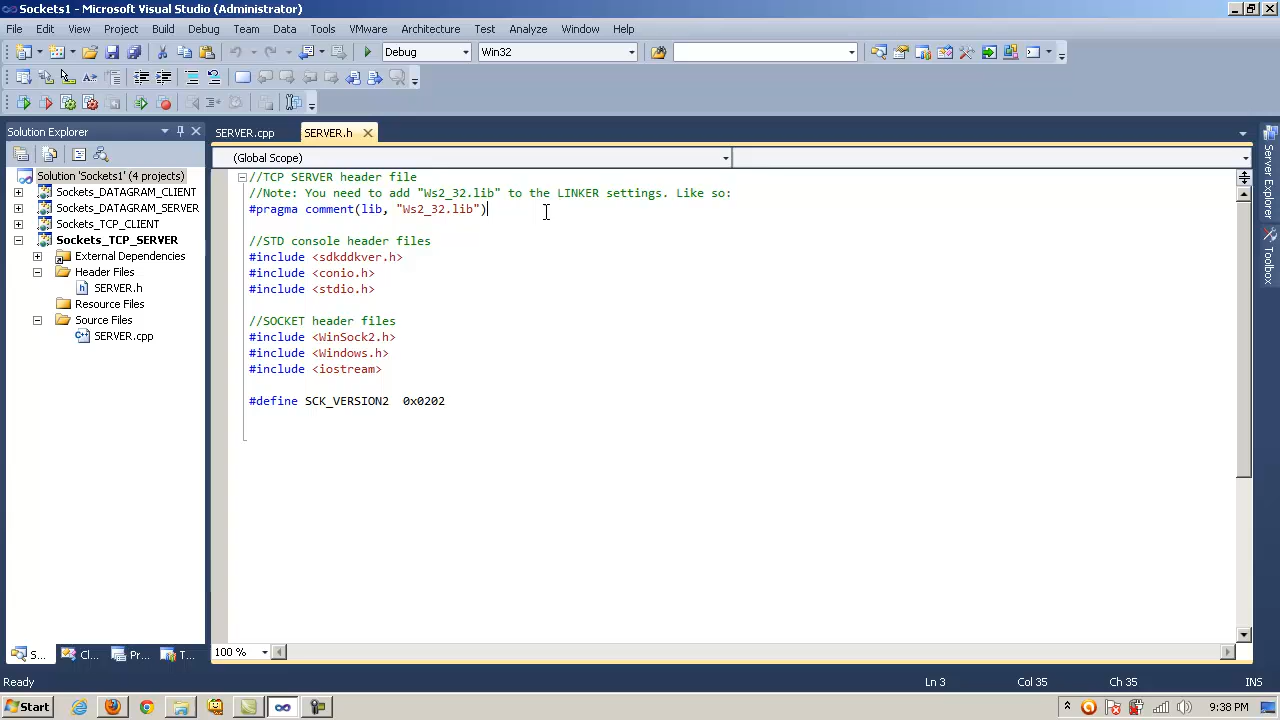 Sockets1 - Microsoft Visual Studio (Administrator)
File Edit View Project Build Debug Team Data Tools VMware Architecture Test Analyze Window Help
Debug Win32
Solution Explorer
SERVER.cpp SERVER.h
(Global Scope)
Solution 'Sockets1' (4 projects)
Sockets_DATAGRAM_CLIENT
Sockets_DATAGRAM_SERVER
Sockets_TCP_CLIENT
Sockets_TCP_SERVER
External Dependencies
Header Files
SERVER.h
Resource Files
Source Files
SERVER.cpp
//TCP SERVER header file
//Note: You need to add "Ws2_32.lib" to the LINKER settings. Like so:
#pragma comment(lib, "Ws2_32.lib")
//STD console header files
#include <sdkddkver.h>
#include <conio.h>
#include <stdio.h>
//SOCKET header files
#include <WinSock2.h>
#include <Windows.h>
#include <iostream>
#define SCK_VERSION2 0x0202
Server Explorer
Toolbox
S... Cl... Pr... T...
100 %
Ready Ln 3 Col 35 Ch 35 INS
Start 9:38 PM